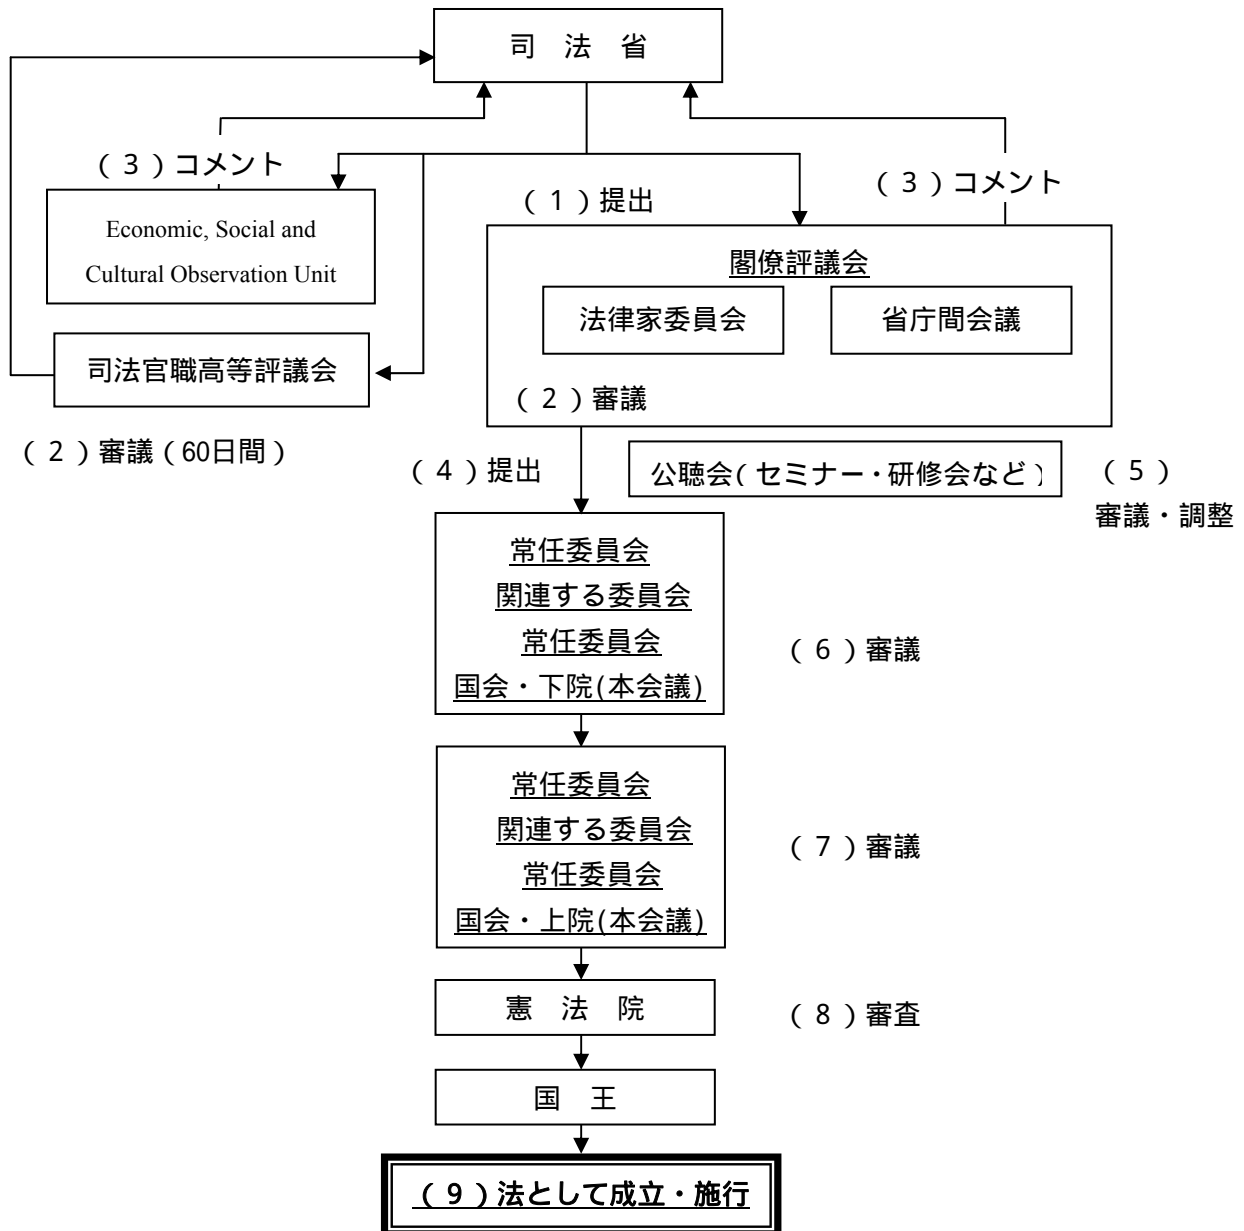 司　法　省
（3）コメント
（3）コメント
（1）提出
Economic, Social and
Cultural Observation Unit
閣僚評議会
法律家委員会
省庁間会議
司法官職高等評議会
（2）審議
（2）審議（60日間）
（4）提出
公聴会（セミナー・研修会など）
（5）
審議・調整
常任委員会
関連する委員会
常任委員会
国会・下院(本会議)
（6）審議
常任委員会
関連する委員会
常任委員会
国会・上院(本会議)
（7）審議
憲　法　院
（8）審査
国　王
（9）法として成立・施行